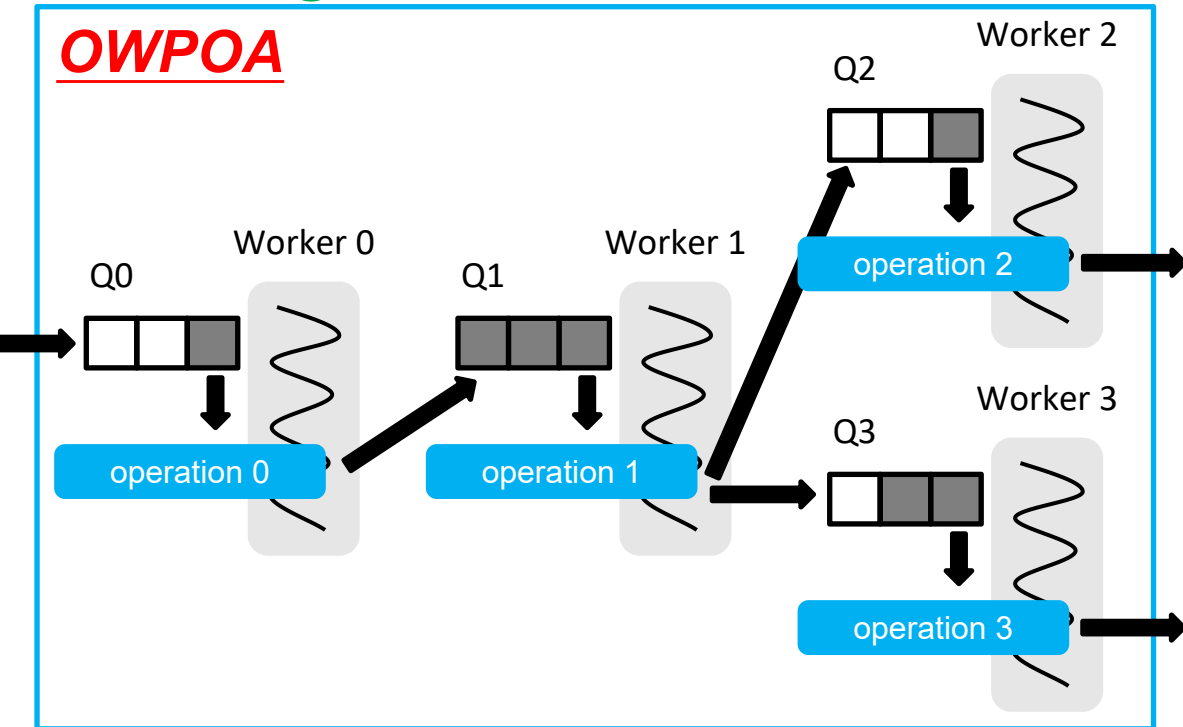 OWPOA
Worker 0
Q0
operation 0
Worker 1
Q1
operation 1
Worker 2
Q2
operation 2
Worker 3
Q3
operation 3